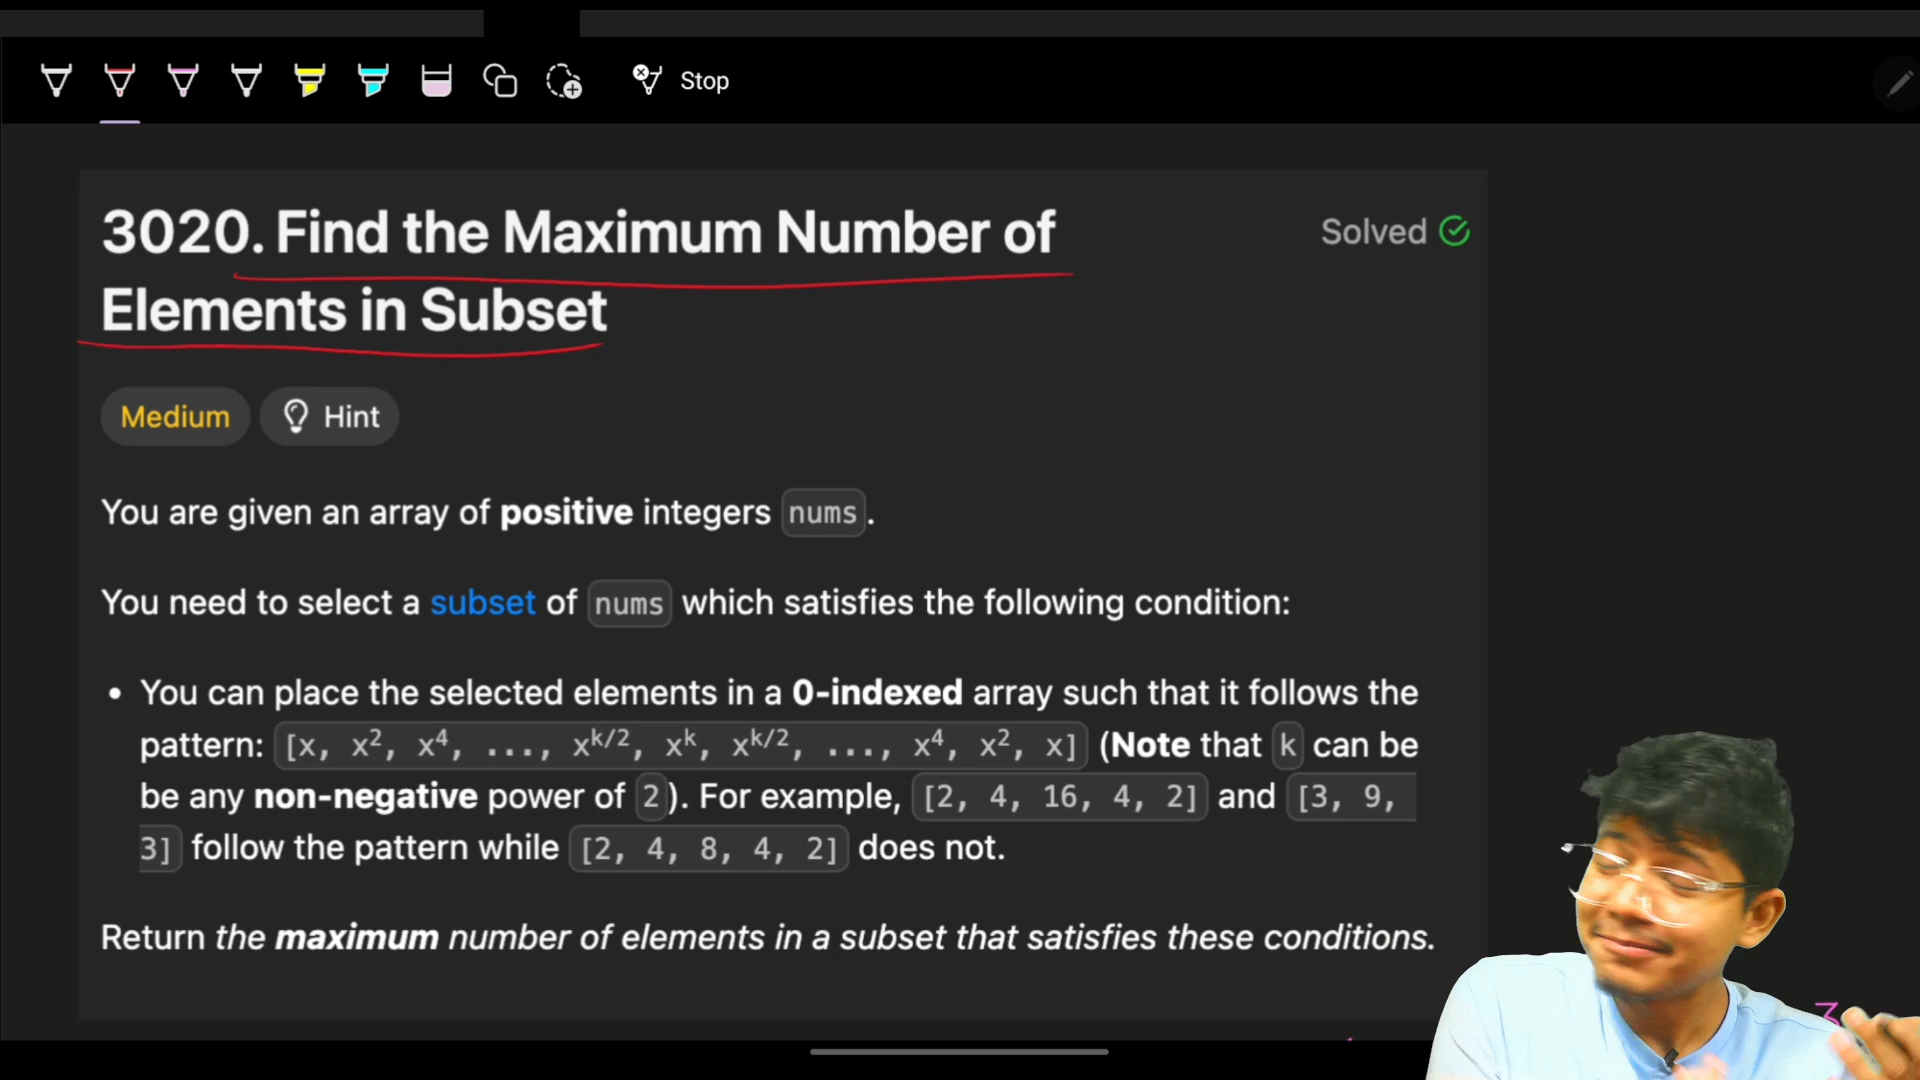 Stop
3020. Find the Maximum Number of
Elements in Subset
Solved
Medium Hint
You are given an array of positive integers nums.
You need to select a subset of nums which satisfies the following condition:
• You can place the selected elements in a 0-indexed array such that it follows the
pattern: [x, x², x⁴, ..., xᵏᐟ², xᵏ, xᵏᐟ², ..., x⁴, x², x] (Note that k can be
be any non-negative power of 2). For example, [2, 4, 16, 4, 2] and [3, 9,
3] follow the pattern while [2, 4, 8, 4, 2] does not.
Return the maximum number of elements in a subset that satisfies these conditions.
3